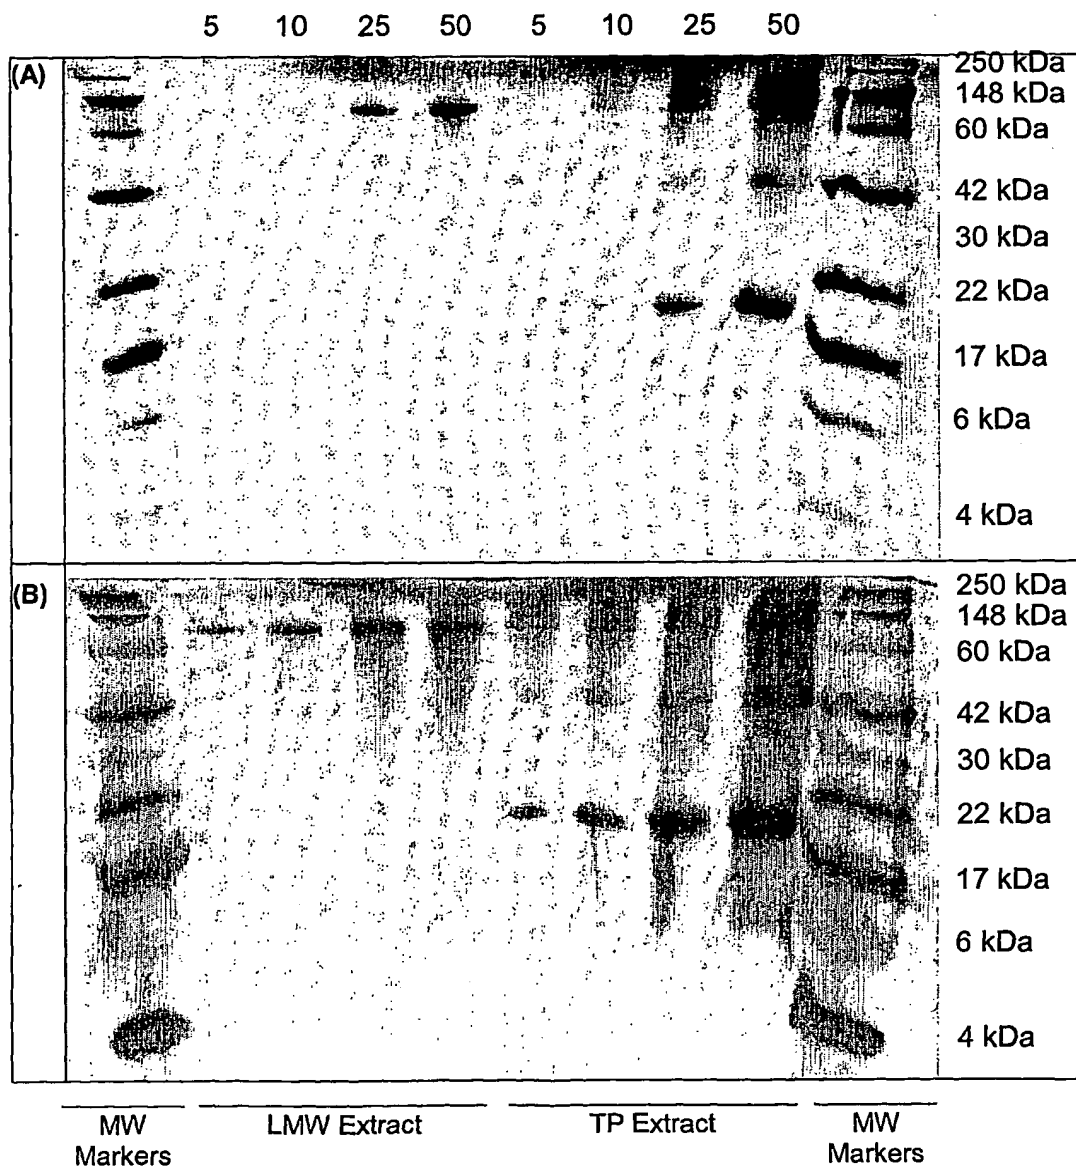 5 10 25 50 5 10 25 50
(A)
250 kDa
148 kDa
60 kDa
42 kDa
30 kDa
22 kDa
17 kDa
6 kDa
4 kDa
(B)
250 kDa
148 kDa
60 kDa
42 kDa
30 kDa
22 kDa
17 kDa
6 kDa
4 kDa
MW
Markers
LMW Extract
TP Extract
MW
Markers